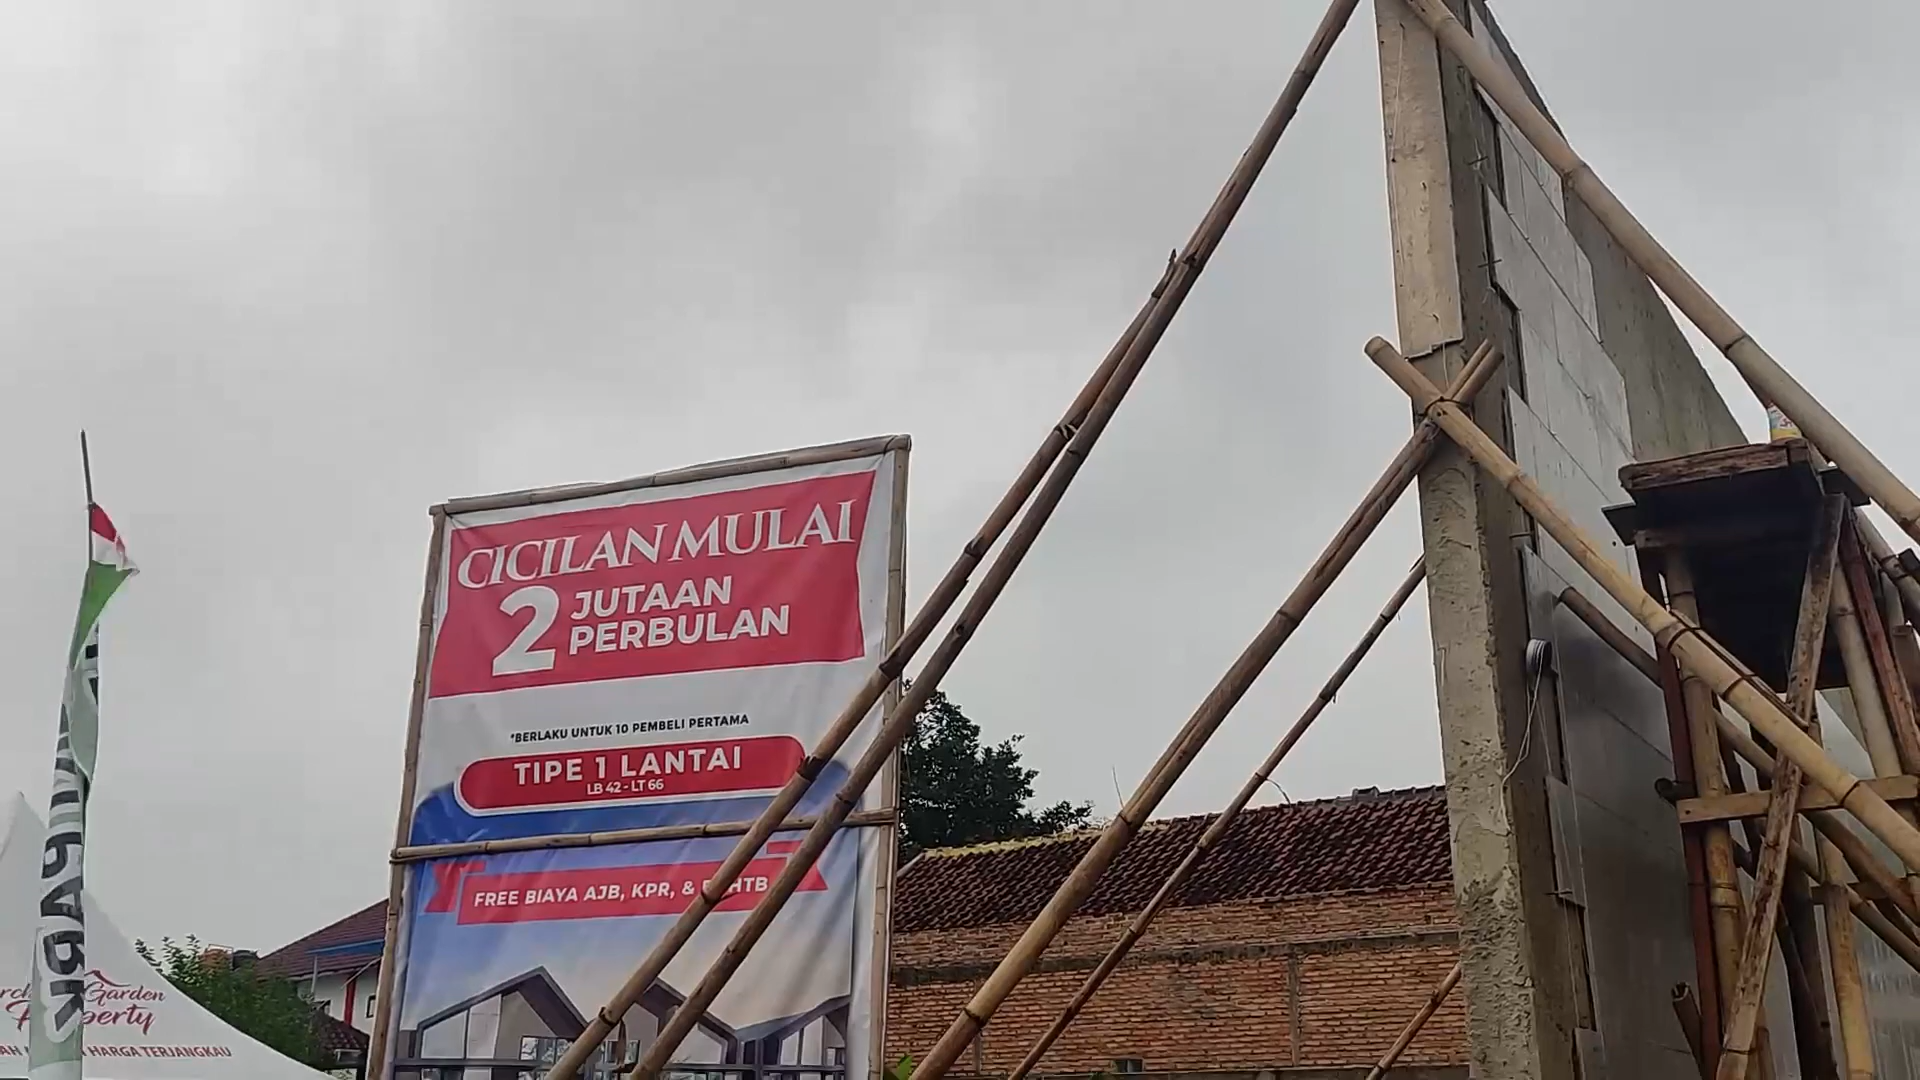 CICILAN MULAI
2 JUTAAN
PERBULAN
*BERLAKU UNTUK 10 PEMBELI PERTAMA
TIPE 1 LANTAI
LB 42 - LT 66
FREE BIAYA AJB, KPR, &
Garden
HARGA TERJANGKAU